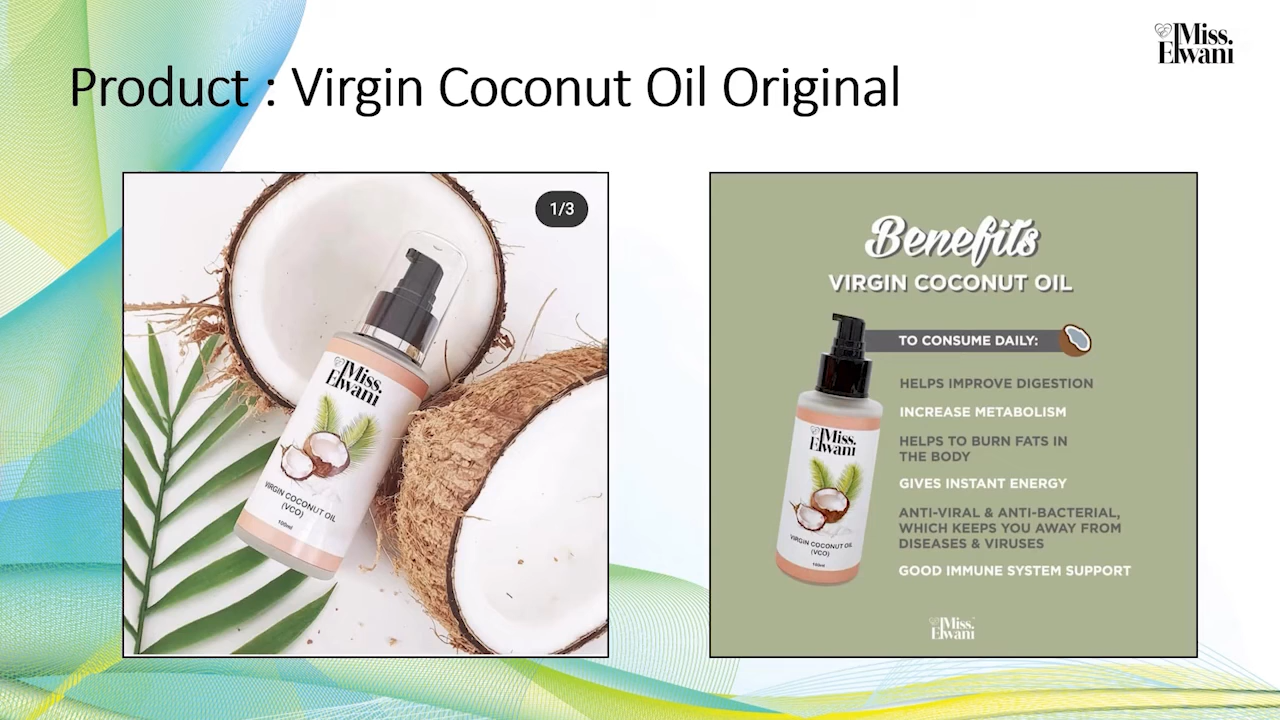 Miss.
Elwani
Product : Virgin Coconut Oil Original
1/3
Miss.
Elwani
VIRGIN COCONUT OIL
(VCO)
100ml
Benefits
VIRGIN COCONUT OIL
TO CONSUME DAILY:
HELPS IMPROVE DIGESTION
INCREASE METABOLISM
HELPS TO BURN FATS IN
THE BODY
GIVES INSTANT ENERGY
ANTI-VIRAL & ANTI-BACTERIAL,
WHICH KEEPS YOU AWAY FROM
DISEASES & VIRUSES
GOOD IMMUNE SYSTEM SUPPORT
Miss.
Elwani
VIRGIN COCONUT OIL
(VCO)
100ml
Miss.
Elwani